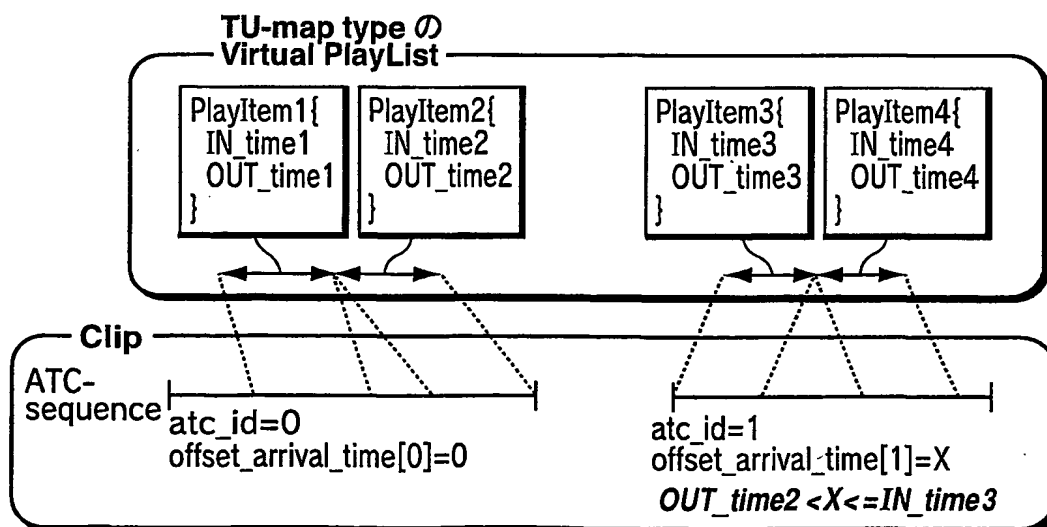 TU-map type の
Virtual PlayList
PlayItem1{
IN_time1
OUT_time1
}
PlayItem2{
IN_time2
OUT_time2
}
PlayItem3{
IN_time3
OUT_time3
}
PlayItem4{
IN_time4
OUT_time4
}
Clip
ATC-
sequence
atc_id=0
offset_arrival_time[0]=0
atc_id=1
offset_arrival_time[1]=X
OUT_time2<X<=IN_time3